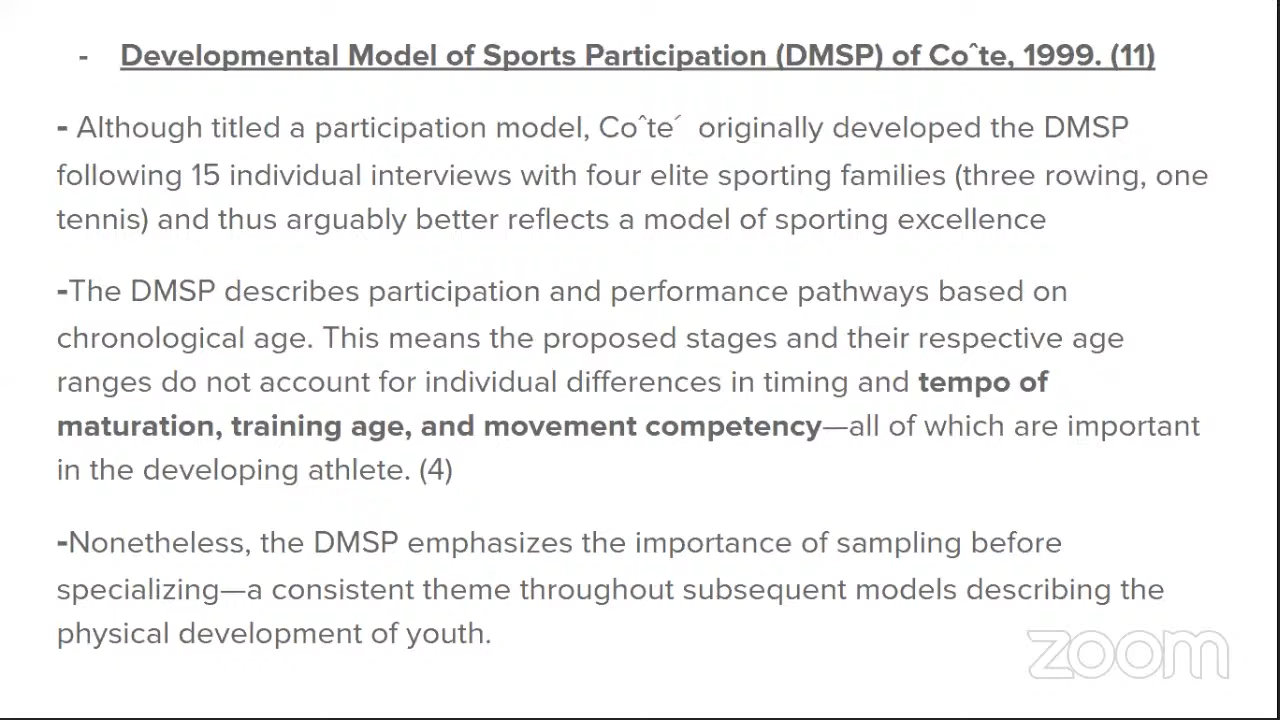 - Developmental Model of Sports Participation (DMSP) of Coˆte, 1999. (11)
- Although titled a participation model, Coˆte´ originally developed the DMSP
following 15 individual interviews with four elite sporting families (three rowing, one
tennis) and thus arguably better reflects a model of sporting excellence
-The DMSP describes participation and performance pathways based on
chronological age. This means the proposed stages and their respective age
ranges do not account for individual differences in timing and tempo of
maturation, training age, and movement competency—all of which are important
in the developing athlete. (4)
-Nonetheless, the DMSP emphasizes the importance of sampling before
specializing—a consistent theme throughout subsequent models describing the
physical development of youth.
zoom